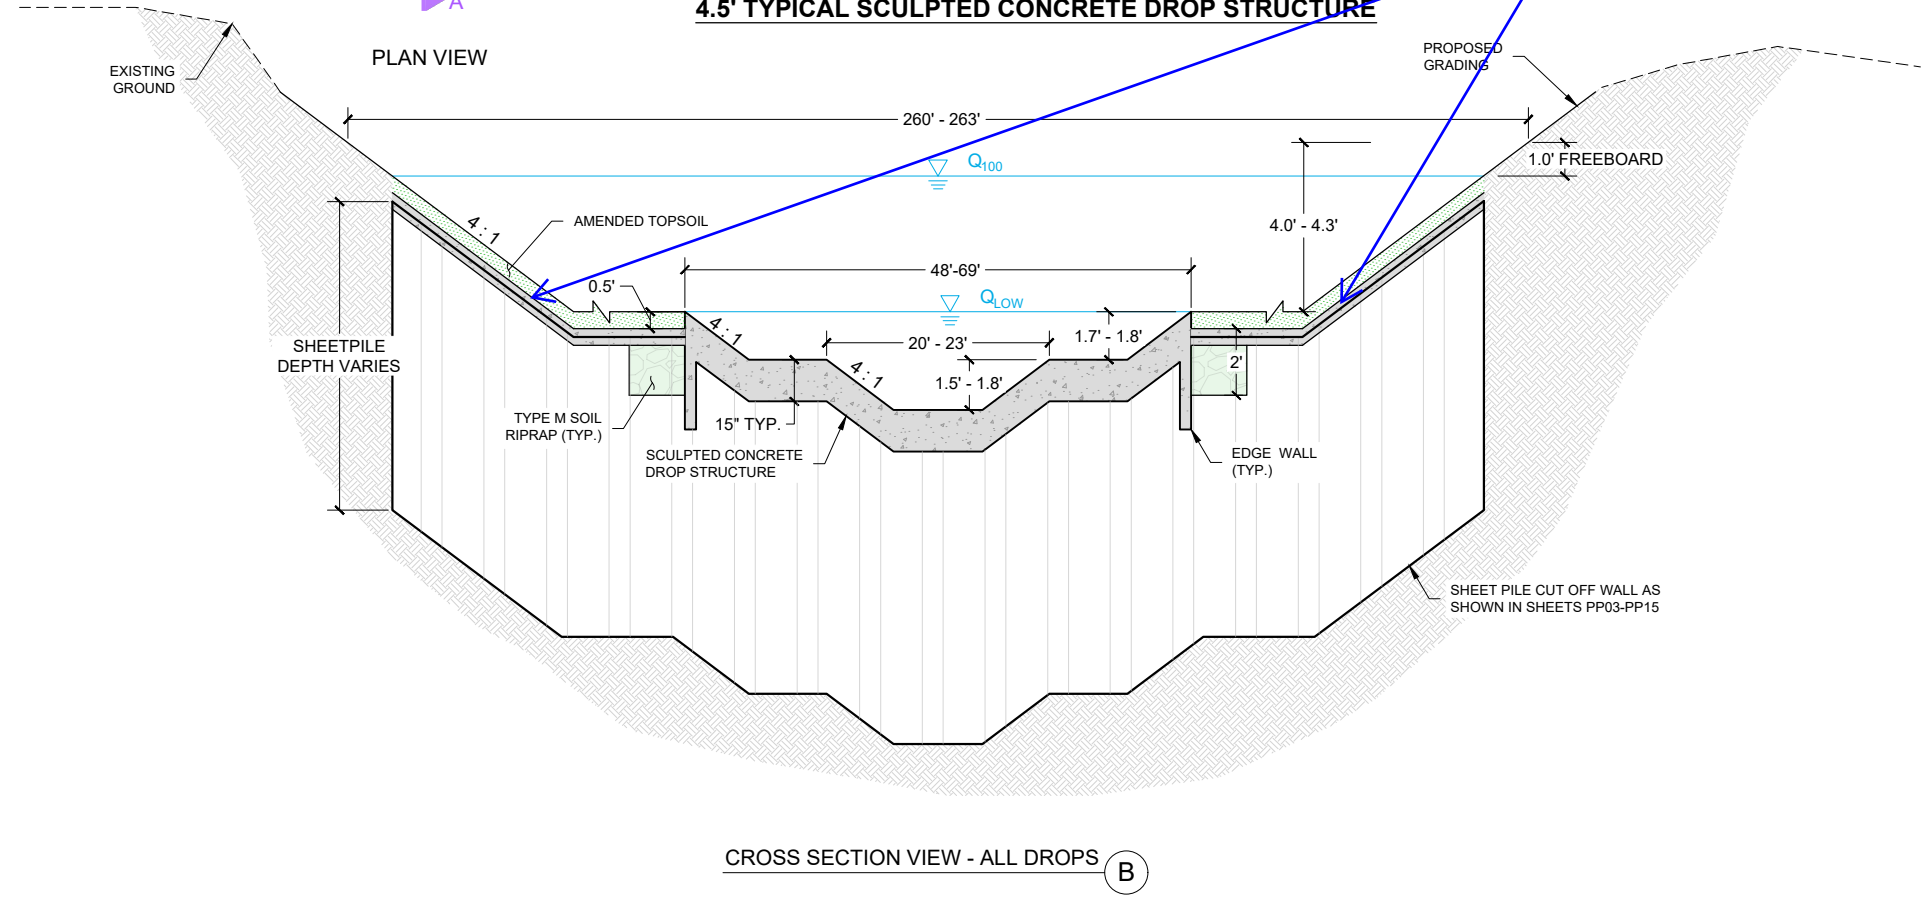 A
4.5' TYPICAL SCULPTED CONCRETE DROP STRUCTURE
PLAN VIEW
EXISTING
GROUND
PROPOSED
GRADING
260' - 263'
Q100
1.0' FREEBOARD
4 : 1
AMENDED TOPSOIL
4.0' - 4.3'
48'-69'
0.5'
QLOW
4 : 1
1.7' - 1.8'
20' - 23'
SHEETPILE
DEPTH VARIES
4 : 1
1.5' - 1.8'
2'
TYPE M SOIL
RIPRAP (TYP.)
15" TYP.
SCULPTED CONCRETE
DROP STRUCTURE
EDGE WALL
(TYP.)
SHEET PILE CUT OFF WALL AS
SHOWN IN SHEETS PP03-PP15
CROSS SECTION VIEW - ALL DROPS
B